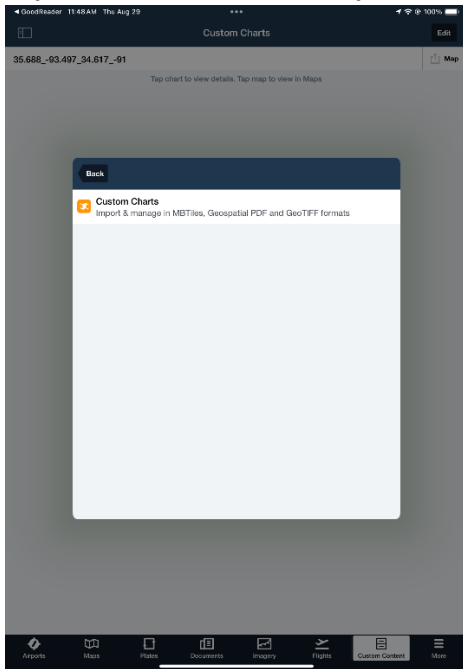 GoodReader 11:48 AM Thu Aug 29 100%
Custom Charts Edit
35.688_-93.497_34.617_-91 Map
Tap chart to view details. Tap map to view in Maps
Back
Custom Charts
Import & manage in MBTiles, Geospatial PDF and GeoTIFF formats
Airports Maps Plates Documents Imagery Flights Custom Content More